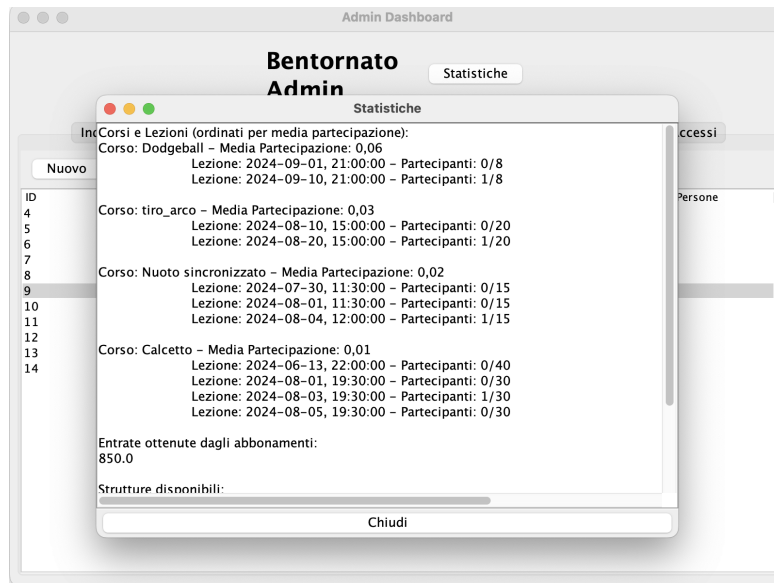 Admin Dashboard
Bentornato
Admin
Statistiche
Statistiche
Nuovo
ccessi
ID
Persone
4
5
6
7
8
9
10
11
12
13
14
Corsi e Lezioni (ordinati per media partecipazione):
Corso: Dodgeball – Media Partecipazione: 0,06
Lezione: 2024-09-01, 21:00:00 – Partecipanti: 0/8
Lezione: 2024-09-10, 21:00:00 – Partecipanti: 1/8
Corso: tiro_arco – Media Partecipazione: 0,03
Lezione: 2024-08-10, 15:00:00 – Partecipanti: 0/20
Lezione: 2024-08-20, 15:00:00 – Partecipanti: 1/20
Corso: Nuoto sincronizzato – Media Partecipazione: 0,02
Lezione: 2024-07-30, 11:30:00 – Partecipanti: 0/15
Lezione: 2024-08-01, 11:30:00 – Partecipanti: 0/15
Lezione: 2024-08-04, 12:00:00 – Partecipanti: 1/15
Corso: Calcetto – Media Partecipazione: 0,01
Lezione: 2024-06-13, 22:00:00 – Partecipanti: 0/40
Lezione: 2024-08-01, 19:30:00 – Partecipanti: 0/30
Lezione: 2024-08-03, 19:30:00 – Partecipanti: 1/30
Lezione: 2024-08-05, 19:30:00 – Partecipanti: 0/30
Entrate ottenute dagli abbonamenti:
850.0
Strutture disponibili:
Chiudi